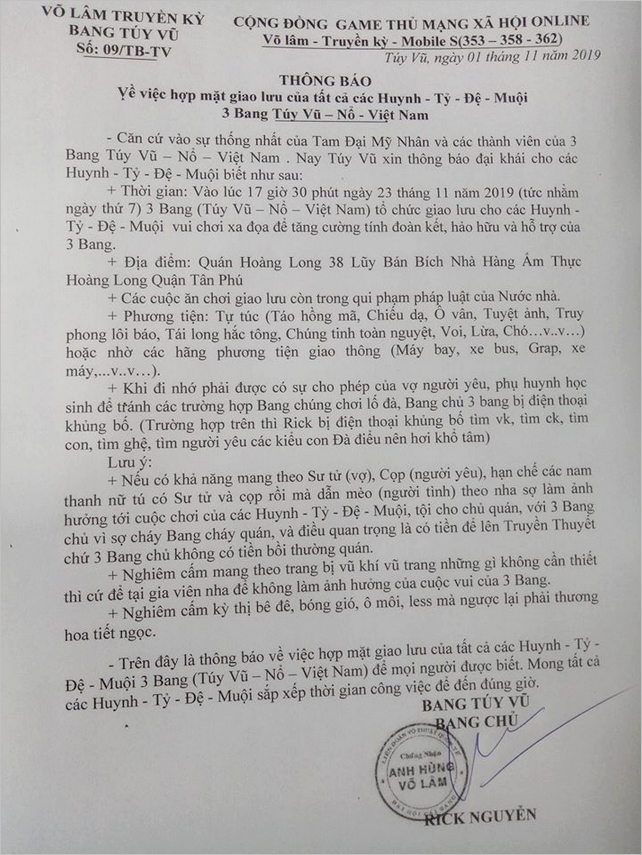 VÕ LÂM TRUYỀN KỲ
BANG TÚY VŨ
Số: 09/TB-TV
CỘNG ĐỒNG GAME THỦ MẠNG XÃ HỘI ONLINE
Võ lâm - Truyền kỳ - Mobile S(353 – 358 - 362)
Túy Vũ, ngày 01 tháng 11 năm 2019
THÔNG BÁO
Về việc hợp mặt giao lưu của tất cả các Huynh - Tỷ - Đệ - Muội
3 Bang Túy Vũ – Nổ - Việt Nam
- Căn cứ vào sự thống nhất của Tam Đại Mỹ Nhân và các thành viên của 3
Bang Túy Vũ – Nổ – Việt Nam . Nay Túy Vũ xin thông báo đại khái cho các
Huynh - Tỷ - Đệ - Muội biết như sau:
+ Thời gian: Vào lúc 17 giờ 30 phút ngày 23 tháng 11 năm 2019 (tức nhằm
ngày thứ 7) 3 Bang (Túy Vũ – Nổ – Việt Nam) tổ chức giao lưu cho các Huynh -
Tỷ - Đệ - Muội vui chơi xa đọa để tăng cường tính đoàn kết, hảo hữu và hỗ trợ của
3 Bang.
+ Địa điểm: Quán Hoàng Long 38 Lũy Bán Bích Nhà Hàng Ẩm Thực
Hoàng Long Quận Tân Phú
+ Các cuộc ăn chơi giao lưu còn trong qui phạm pháp luật của Nước nhà.
+ Phương tiện: Tự túc (Táo hồng mã, Chiếu dạ, Ô vân, Tuyệt ảnh, Truy
phong lôi báo, Tái long hắc tông, Chúng tinh toàn nguyệt, Voi, Lừa, Chó…v..v…)
hoặc nhờ các hãng phương tiện giao thông (Máy bay, xe bus, Grap, xe
máy,...v..v…).
+ Khi đi nhớ phải được có sự cho phép của vợ người yêu, phụ huynh học
sinh để tránh các trường hợp Bang chúng chơi lố đà, Bang chủ 3 bang bị điện thoại
khủng bố. (Trường hợp trên thì Rick bị điện thoại khủng bố tìm vk, tìm ck, tìm
con, tìm ghệ, tìm người yêu các kiểu con Đà điểu nên hơi khổ tâm)
Lưu ý:
+ Nếu có khả năng mang theo Sư tử (vợ), Cọp (người yêu), hạn chế các nam
thanh nữ tú có Sư tử và cọp rồi mà dẫn mèo (người tình) theo nha sợ làm ảnh
hưởng tới cuộc chơi của các Huynh - Tỷ - Đệ - Muội, tội cho chủ quán, với 3 Bang
chủ vì sợ cháy Bang cháy quán, và điều quan trọng là có tiền để lên Truyền Thuyết
chứ 3 Bang chủ không có tiền bồi thường quán.
+ Nghiêm cấm mang theo trang bị vũ khí vũ trang những gì không cần thiết
thì cứ để tại gia viên nha để không làm ảnh hưởng của cuộc vui của 3 Bang.
+ Nghiêm cấm kỳ thị bê đê, bóng gió, ô môi, less mà ngược lại phải thương
hoa tiết ngọc.
- Trên đây là thông báo về việc hợp mặt giao lưu của tất cả các Huynh - Tỷ -
Đệ - Muội 3 Bang (Túy Vũ – Nổ – Việt Nam) để mọi người được biết. Mong tất cả
các Huynh - Tỷ - Đệ - Muội sắp xếp thời gian công việc để đến đúng giờ.
BANG TÚY VŨ
BANG CHỦ
Chứng Nhận
ANH HÙNG
VÕ LÂM
RICK NGUYỄN